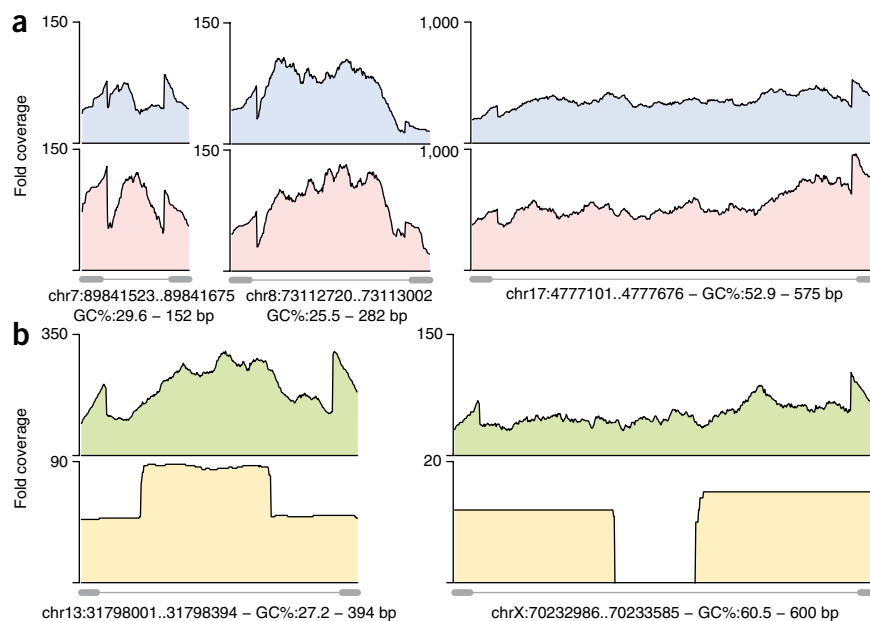 a
150
150
1,000
Fold coverage
150
150
1,000
chr7:89841523..89841675
GC%:29.6 – 152 bp
chr8:73112720..73113002
GC%:25.5 – 282 bp
chr17:4777101..4777676 – GC%:52.9 – 575 bp
b
350
150
Fold coverage
90
20
chr13:31798001..31798394 – GC%:27.2 – 394 bp
chrX:70232986..70233585 – GC%:60.5 – 600 bp